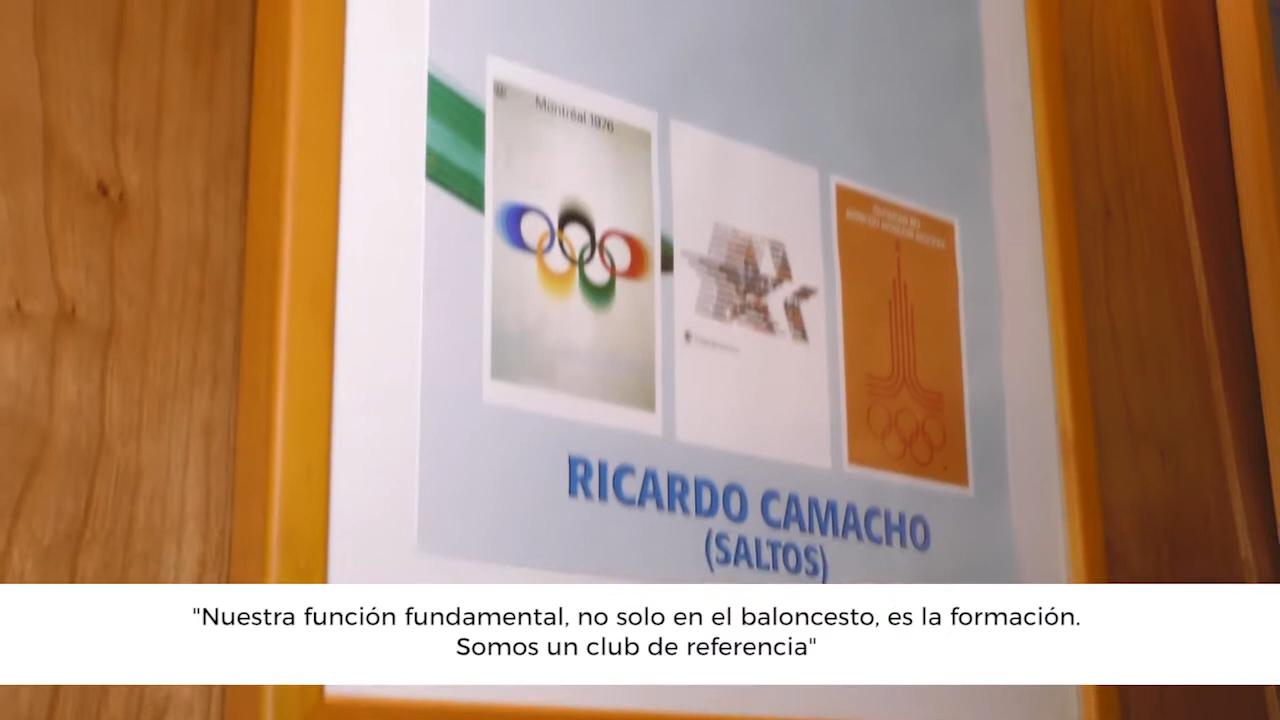 Montréal 1976
RICARDO CAMACHO
(SALTOS)
"Nuestra función fundamental, no solo en el baloncesto, es la formación.
Somos un club de referencia"